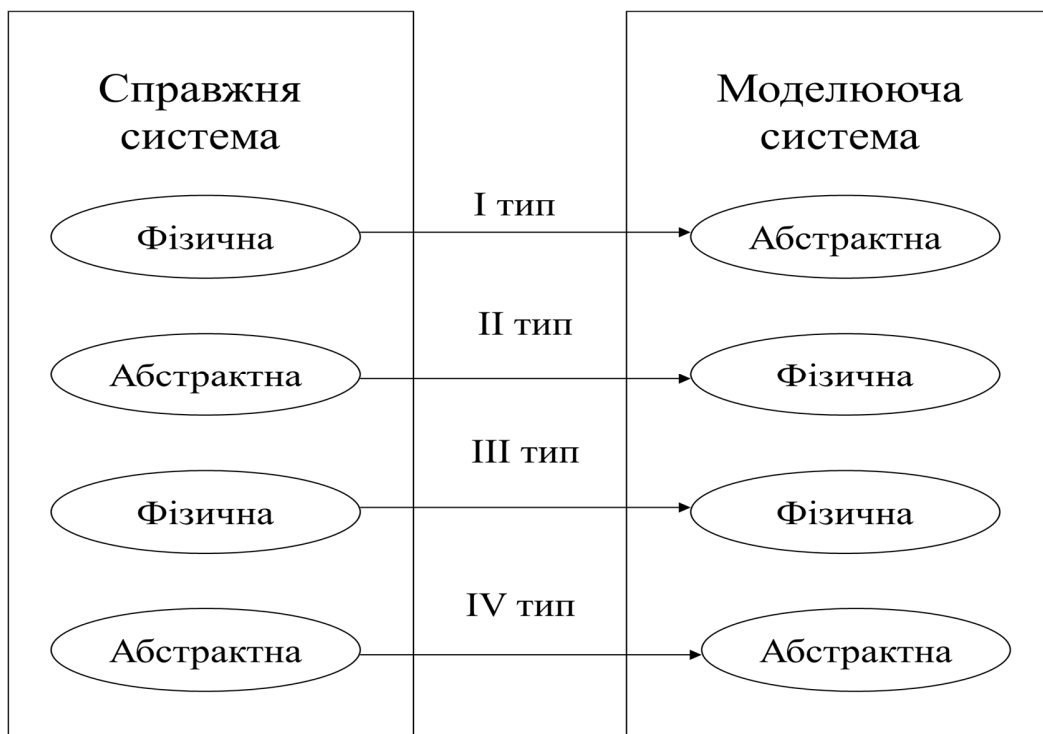 Справжня
система
Моделююча
система
І тип
Фізична
Абстрактна
ІІ тип
Абстрактна
Фізична
ІІІ тип
Фізична
Фізична
IV тип
Абстрактна
Абстрактна